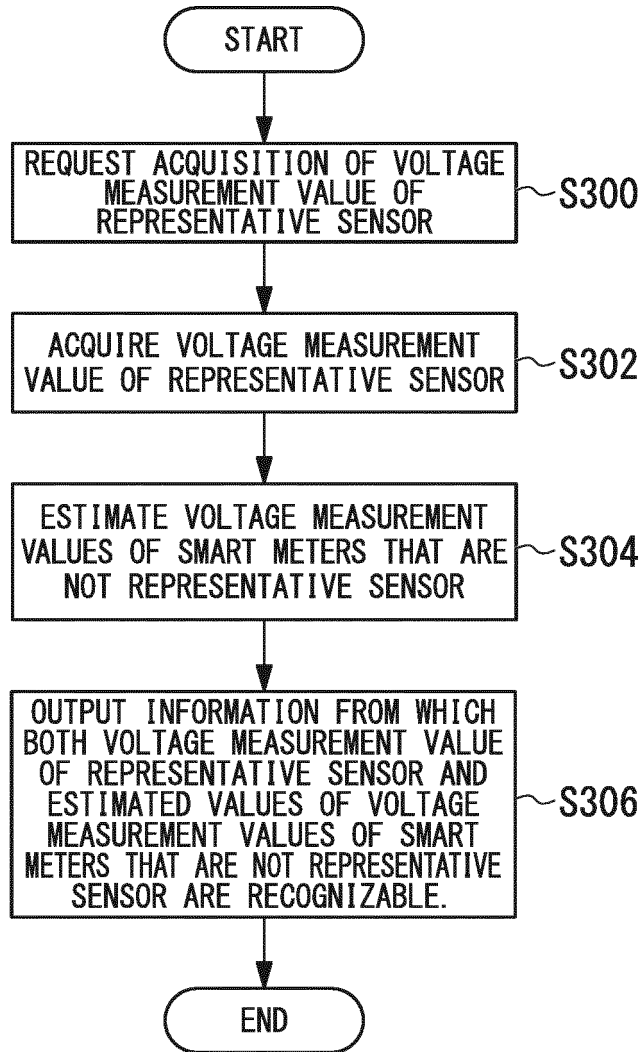 START
REQUEST ACQUISITION OF VOLTAGE
MEASUREMENT VALUE OF
REPRESENTATIVE SENSOR
S300
ACQUIRE VOLTAGE MEASUREMENT
VALUE OF REPRESENTATIVE SENSOR
S302
ESTIMATE VOLTAGE MEASUREMENT
VALUES OF SMART METERS THAT ARE
NOT REPRESENTATIVE SENSOR
S304
OUTPUT INFORMATION FROM WHICH
BOTH VOLTAGE MEASUREMENT VALUE
OF REPRESENTATIVE SENSOR AND
ESTIMATED VALUES OF VOLTAGE
MEASUREMENT VALUES OF SMART
METERS THAT ARE NOT REPRESENTATIVE
SENSOR ARE RECOGNIZABLE.
S306
END